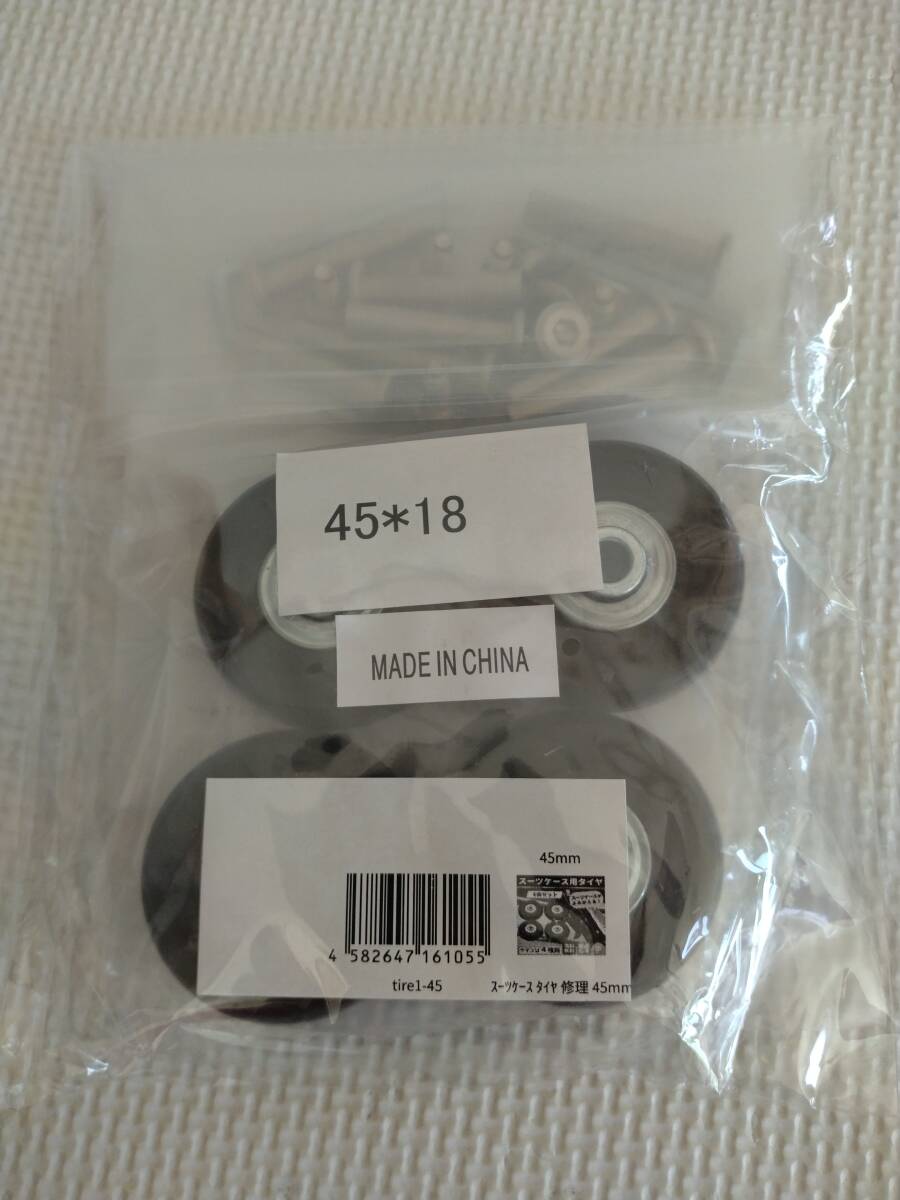 45*18
MADE IN CHINA
45mm
スーツケース用タイヤ
4 582647 161055
tire1-45
スーツケース タイヤ 修理 45mm